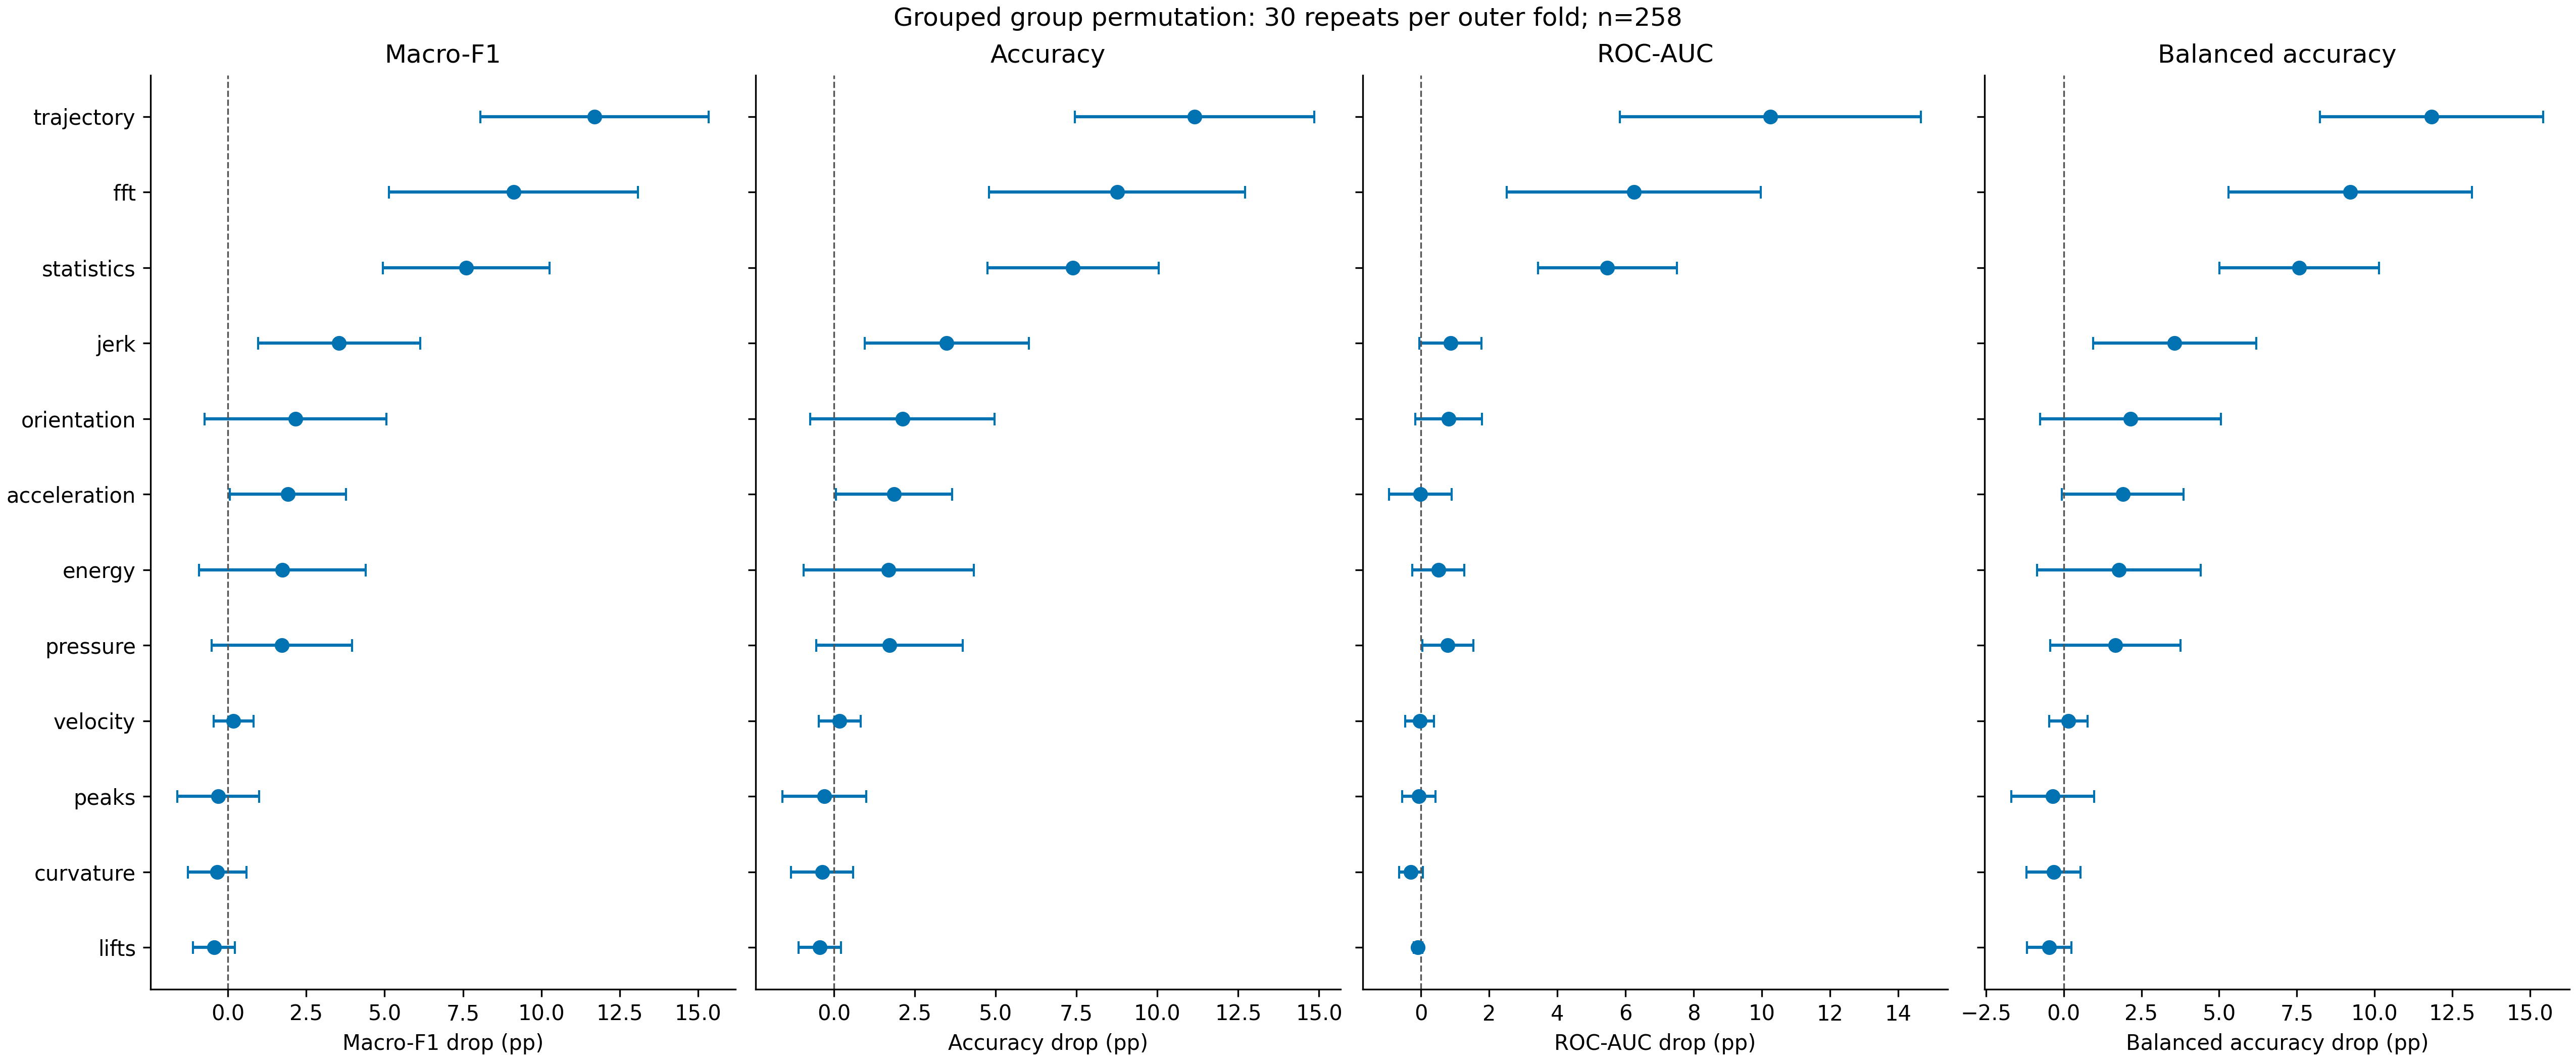 Grouped group permutation: 30 repeats per outer fold; n=258
Macro-F1
Accuracy
ROC-AUC
Balanced accuracy
trajectory
fft
statistics
jerk
orientation
acceleration
energy
pressure
velocity
peaks
curvature
lifts
0.0 2.5 5.0 7.5 10.0 12.5 15.0
0.0 2.5 5.0 7.5 10.0 12.5 15.0
0 2 4 6 8 10 12 14
−2.5 0.0 2.5 5.0 7.5 10.0 12.5 15.0
Macro-F1 drop (pp)
Accuracy drop (pp)
ROC-AUC drop (pp)
Balanced accuracy drop (pp)